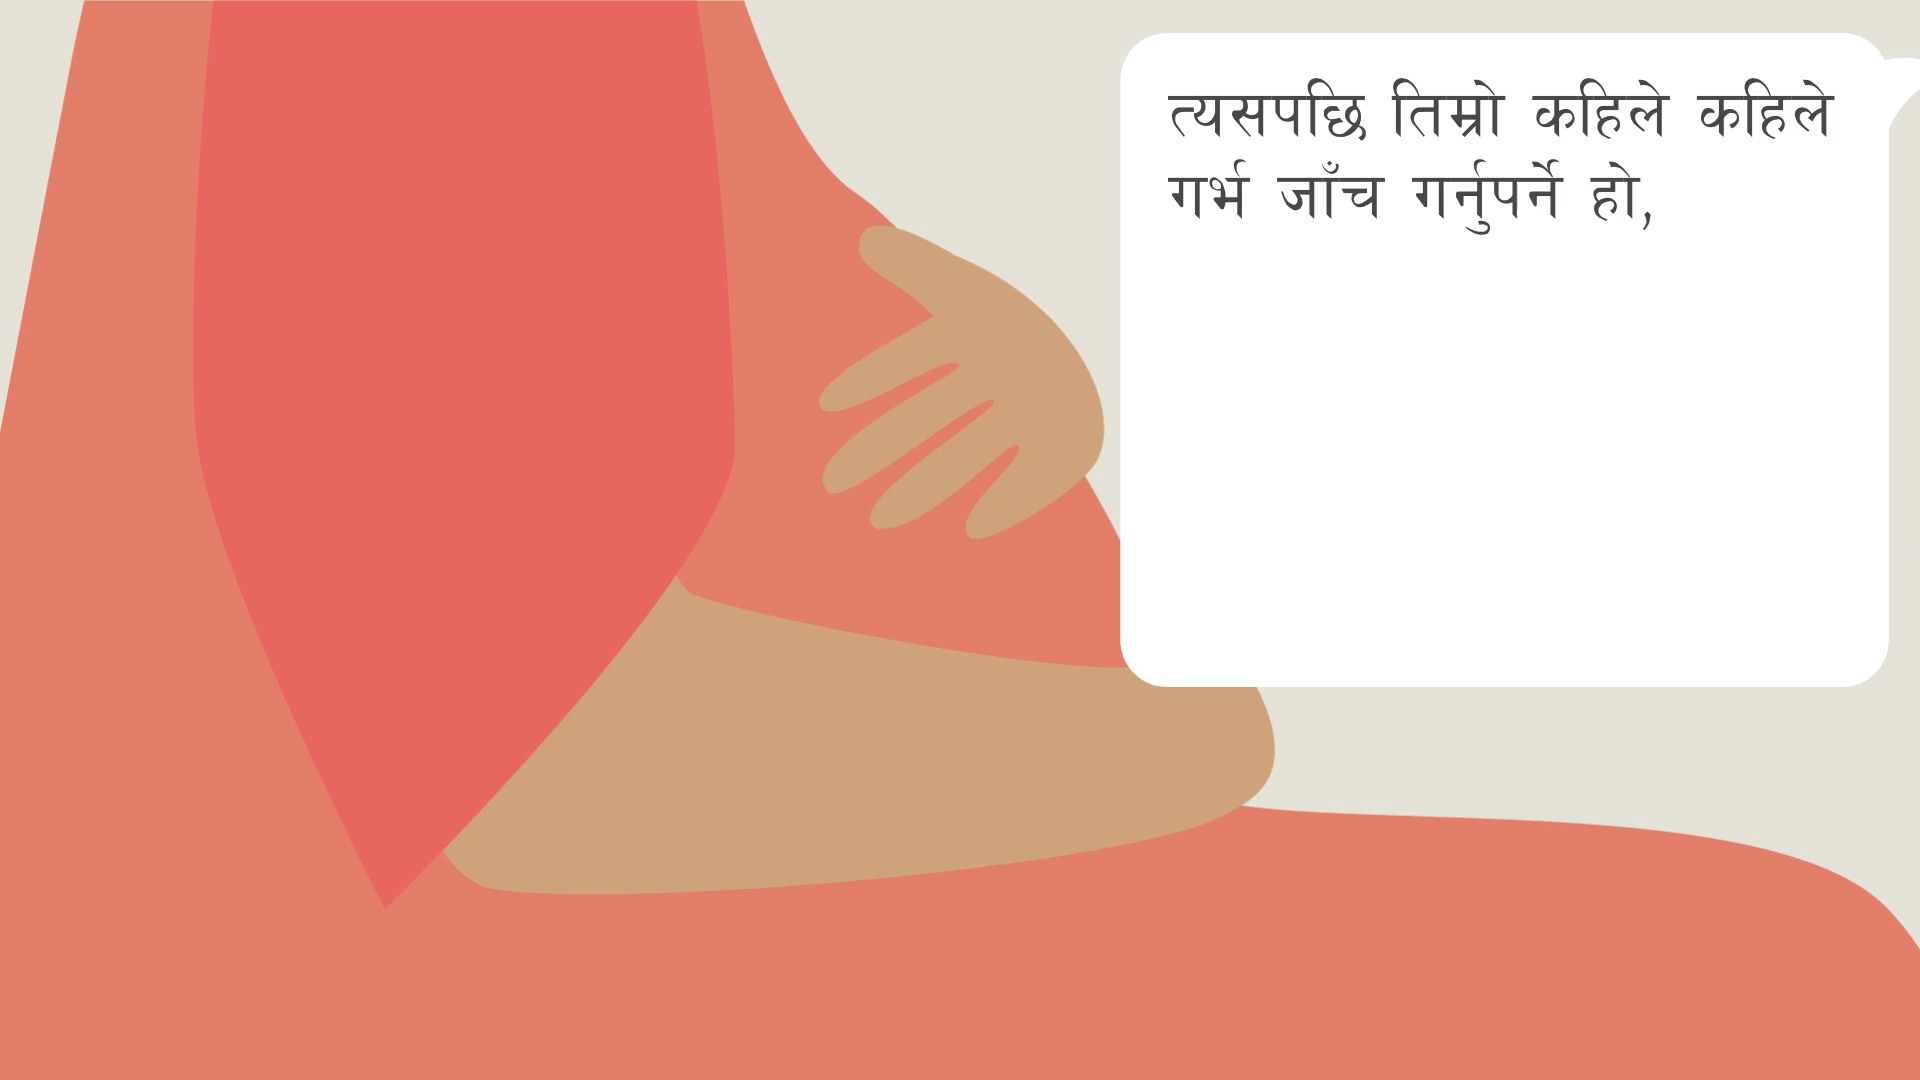 त्यसपछि तिम्रो कहिले कहिले
गर्भ जाँच गर्नुपर्ने हो,